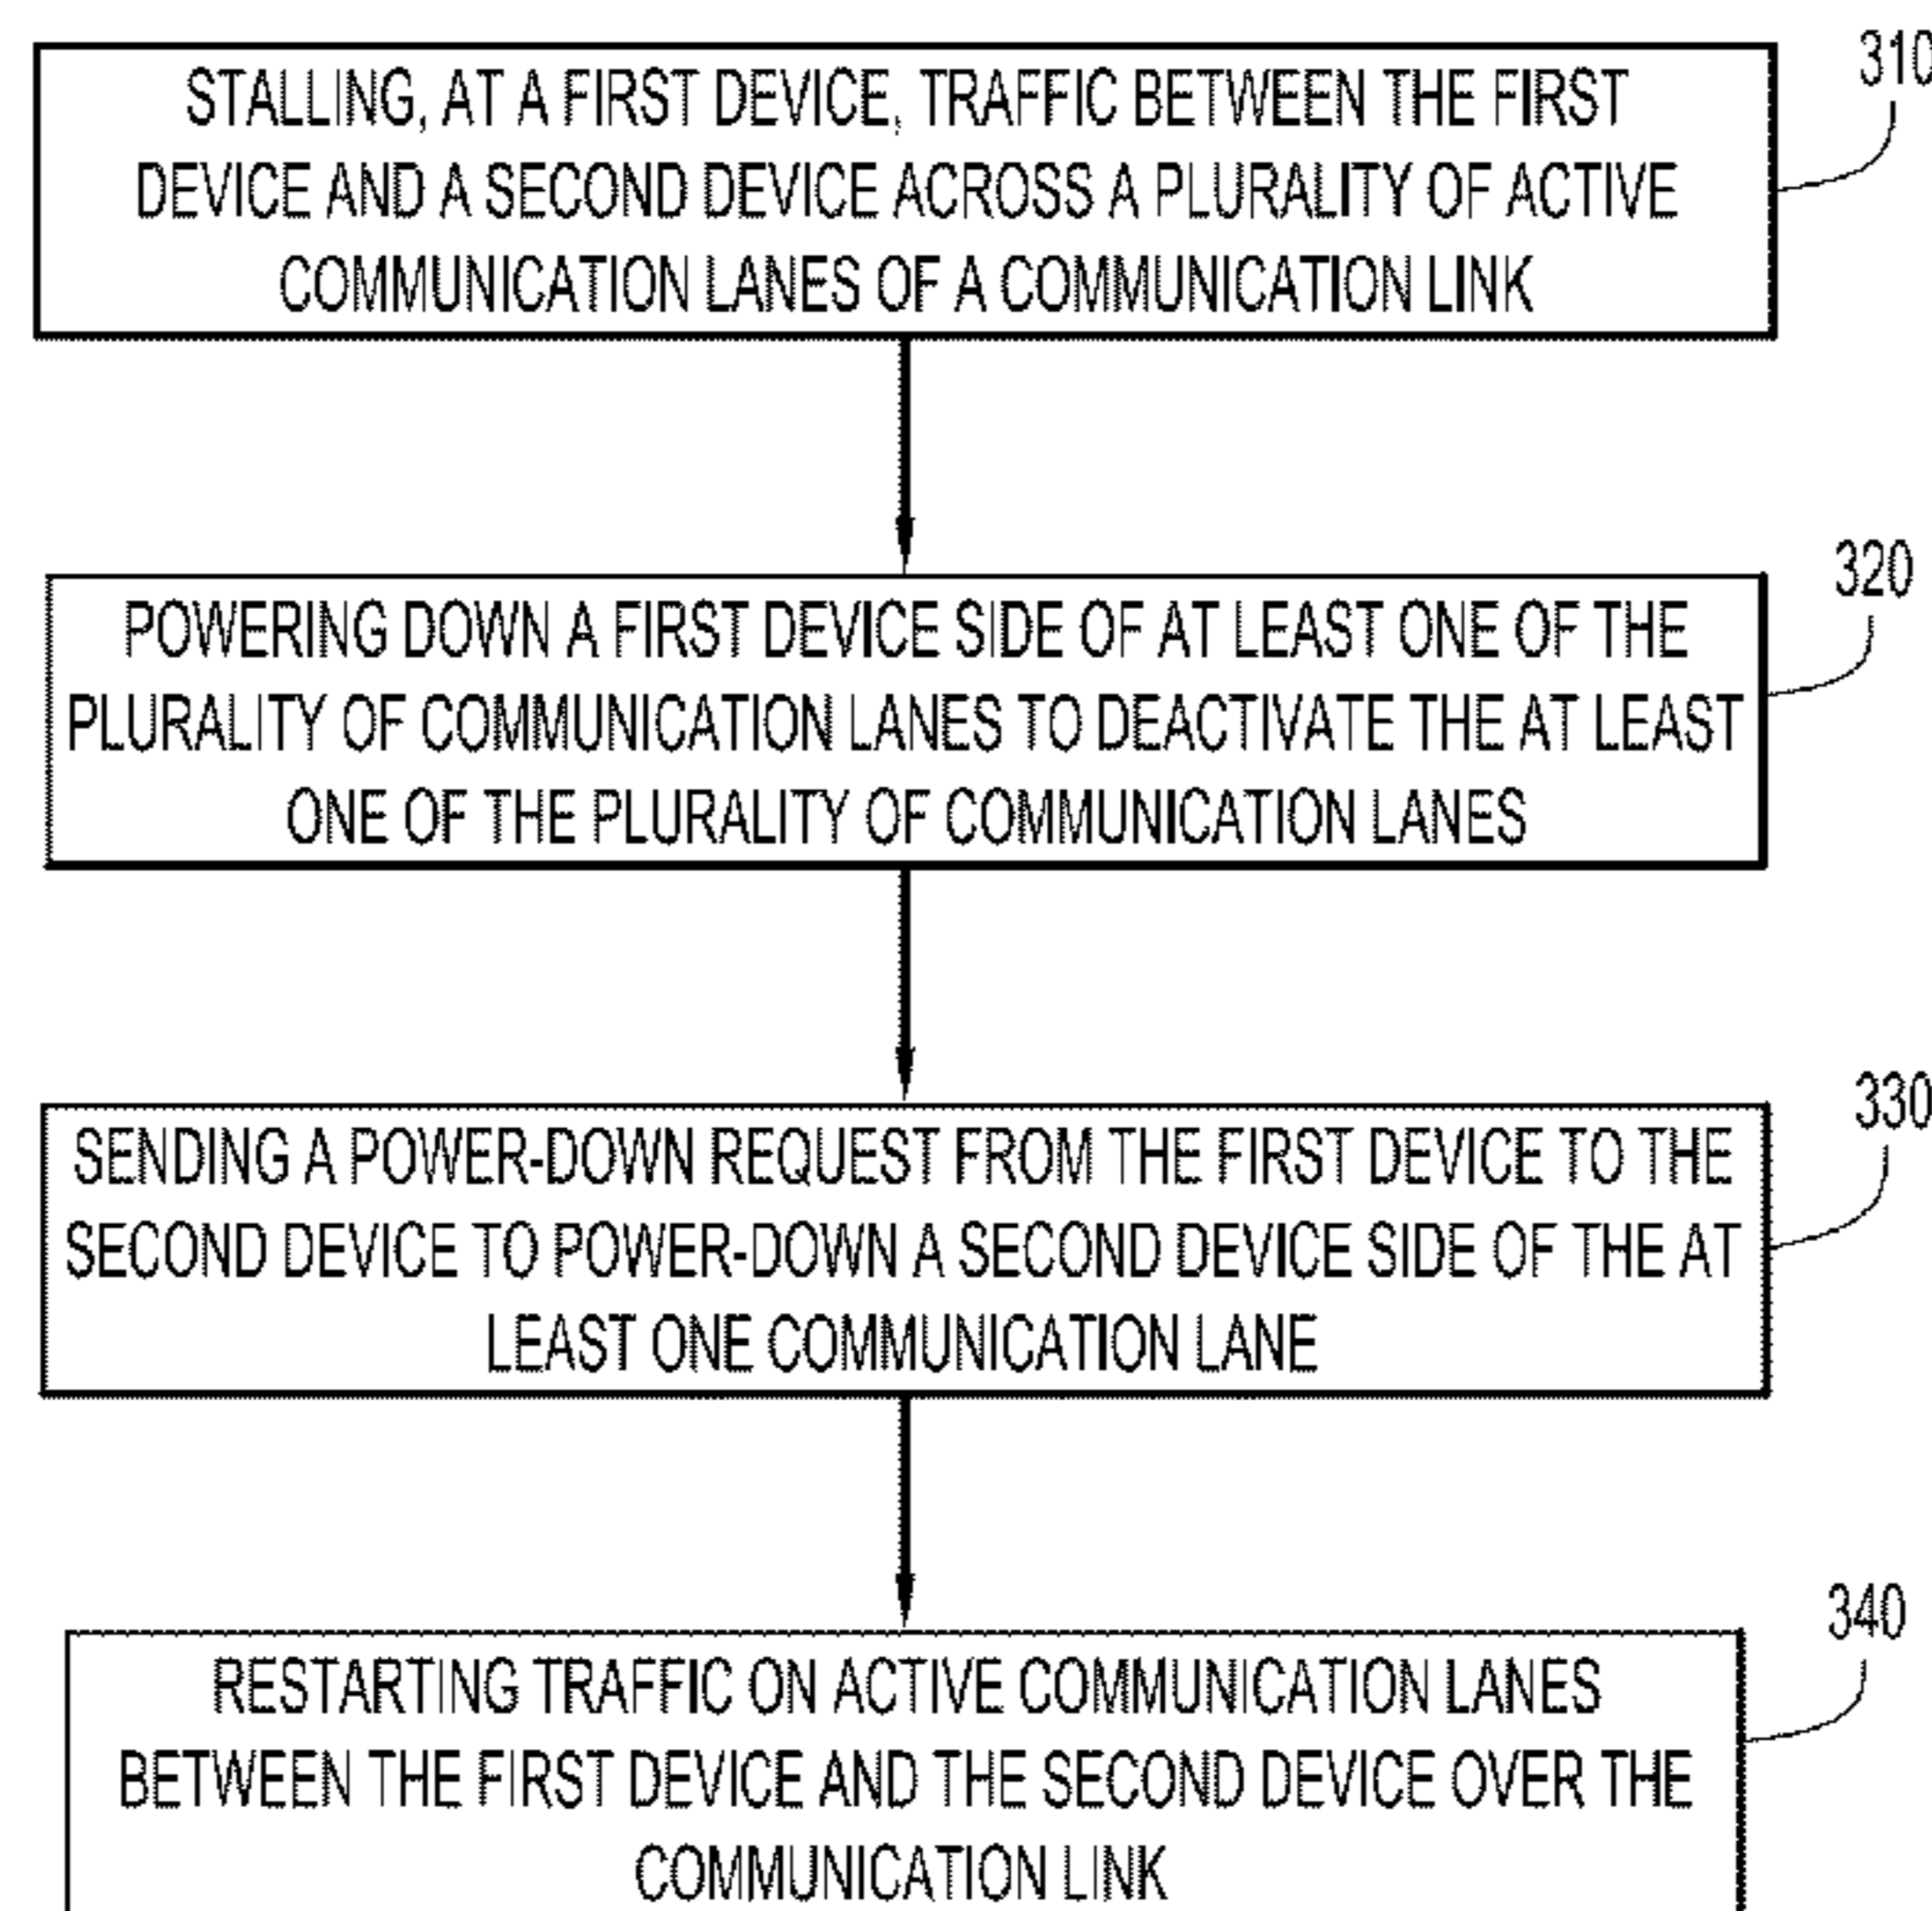 310
STALLING, AT A FIRST DEVICE, TRAFFIC BETWEEN THE FIRST
DEVICE AND A SECOND DEVICE ACROSS A PLURALITY OF ACTIVE
COMMUNICATION LANES OF A COMMUNICATION LINK
320
POWERING DOWN A FIRST DEVICE SIDE OF AT LEAST ONE OF THE
PLURALITY OF COMMUNICATION LANES TO DEACTIVATE THE AT LEAST
ONE OF THE PLURALITY OF COMMUNICATION LANES
330
SENDING A POWER-DOWN REQUEST FROM THE FIRST DEVICE TO THE
SECOND DEVICE TO POWER-DOWN A SECOND DEVICE SIDE OF THE AT
LEAST ONE COMMUNICATION LANE
340
RESTARTING TRAFFIC ON ACTIVE COMMUNICATION LANES
BETWEEN THE FIRST DEVICE AND THE SECOND DEVICE OVER THE
COMMUNICATION LINK